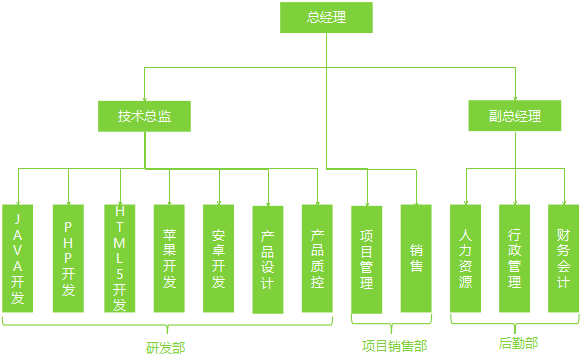 总经理
技术总监
副总经理
JAVA开发
PHP开发
HTML5开发
苹果开发
安卓开发
产品设计
产品质控
项目管理
销售
人力资源
行政管理
财务会计
研发部
项目销售部
后勤部